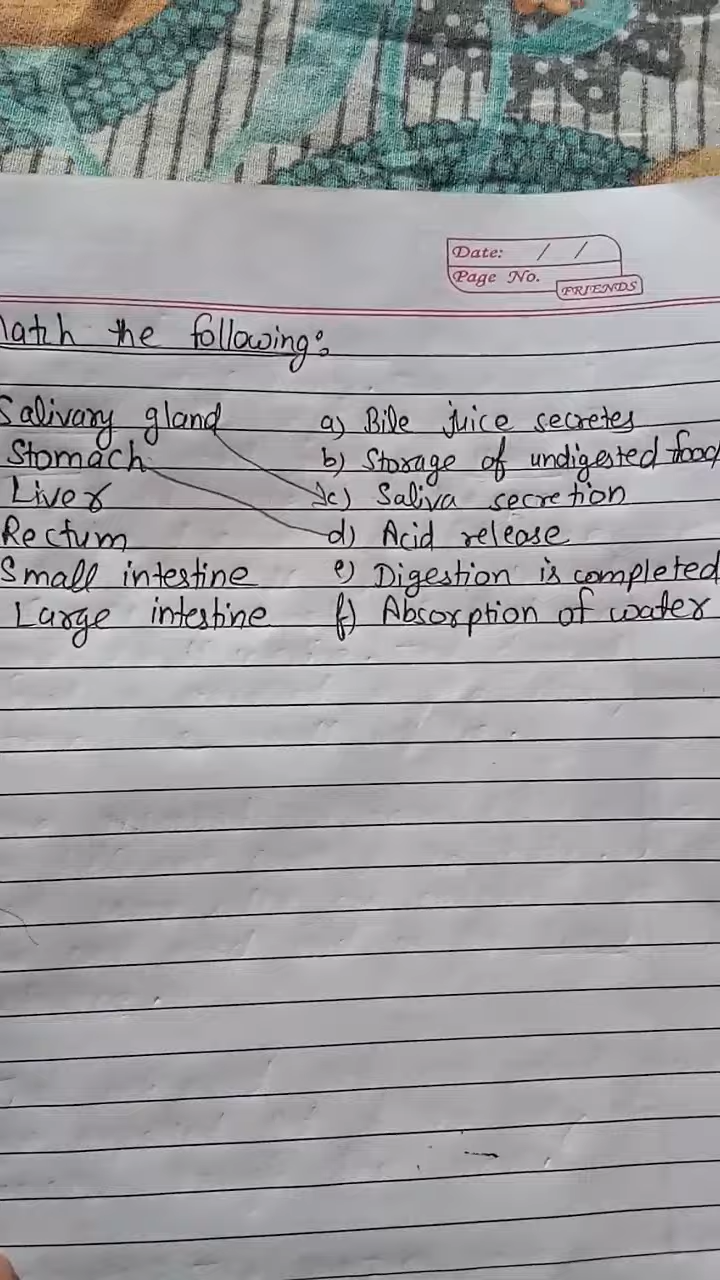 Date: / /
Page No.
FRIENDS
atch the following:
Salivary gland a) Bile juice secretes
Stomach b) Storage of undigested food
Liver c) Saliva secretion
Rectum d) Acid release
Small intestine e) Digestion is completed
Large intestine f) Absorption of water